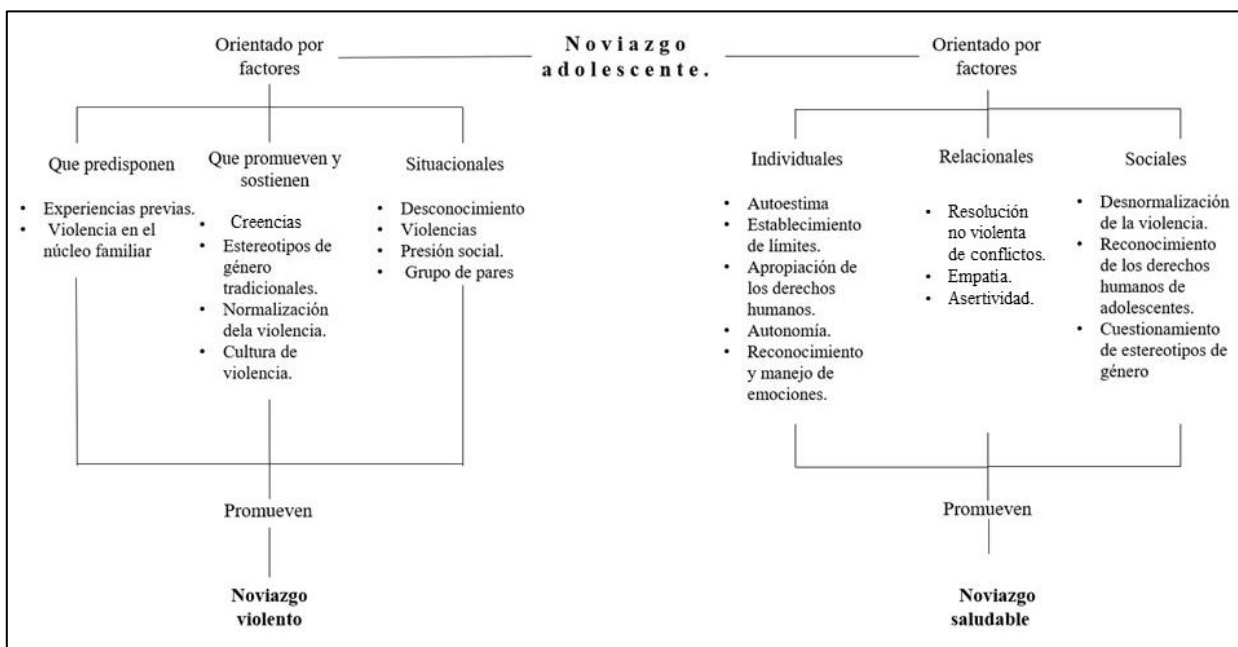 Noviazgo
adolescente.
Orientado por
factores
Que predisponen
• Experiencias previas.
• Violencia en el
núcleo familiar
Que promueven y
sostienen
• Creencias
• Estereotipos de
género
tradicionales.
• Normalización
dela violencia.
• Cultura de
violencia.
Situacionales
• Desconocimiento
• Violencias
• Presión social.
• Grupo de pares
Promueven
Noviazgo
violento
Orientado por
factores
Individuales
• Autoestima
• Establecimiento
de límites.
• Apropiación de
los derechos
humanos.
• Autonomía.
• Reconocimiento
y manejo de
emociones.
Relacionales
• Resolución
no violenta
de conflictos.
• Empatía.
• Asertividad.
Sociales
• Desnormalización
de la violencia.
• Reconocimiento
de los derechos
humanos de
adolescentes.
• Cuestionamiento
de estereotipos de
género
Promueven
Noviazgo
saludable